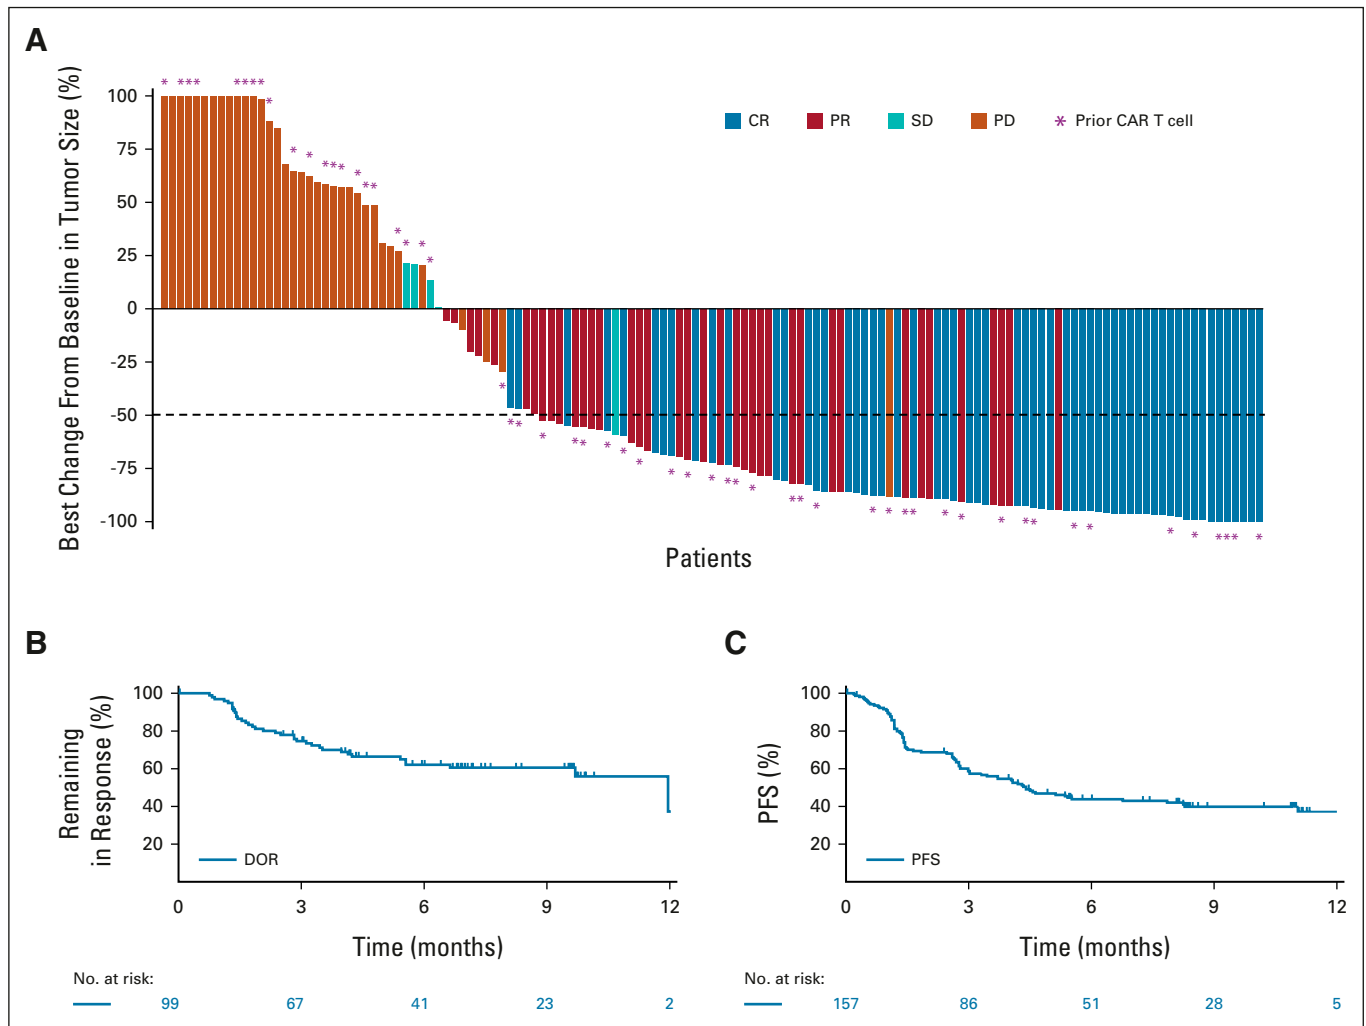 A
Best Change From Baseline in Tumor Size (%)
100
75
50
25
0
-25
-50
-75
-100
CR PR SD PD * Prior CAR T cell
Patients
B
Remaining
in Response (%)
100
80
60
40
20
DOR
0 3 6 9 12
Time (months)
No. at risk:
99 67 41 23 2
C
PFS (%)
100
80
60
40
20
PFS
0 3 6 9 12
Time (months)
No. at risk:
157 86 51 28 5